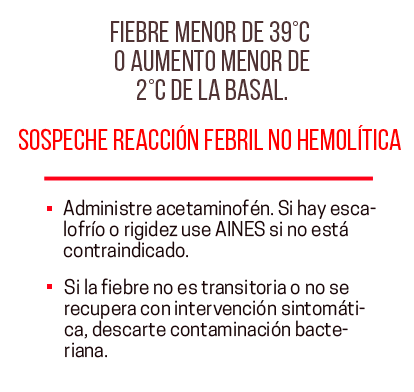 FIEBRE MENOR DE 39°C
O AUMENTO MENOR DE
2°C DE LA BASAL.
SOSPECHE REACCIÓN FEBRIL NO HEMOLÍTICA
▪ Administre acetaminofén. Si hay esca-
lofrío o rigidez use AINES si no está
contraindicado.
▪ Si la fiebre no es transitoria o no se
recupera con intervención sintomáti-
ca, descarte contaminación bacte-
riana.